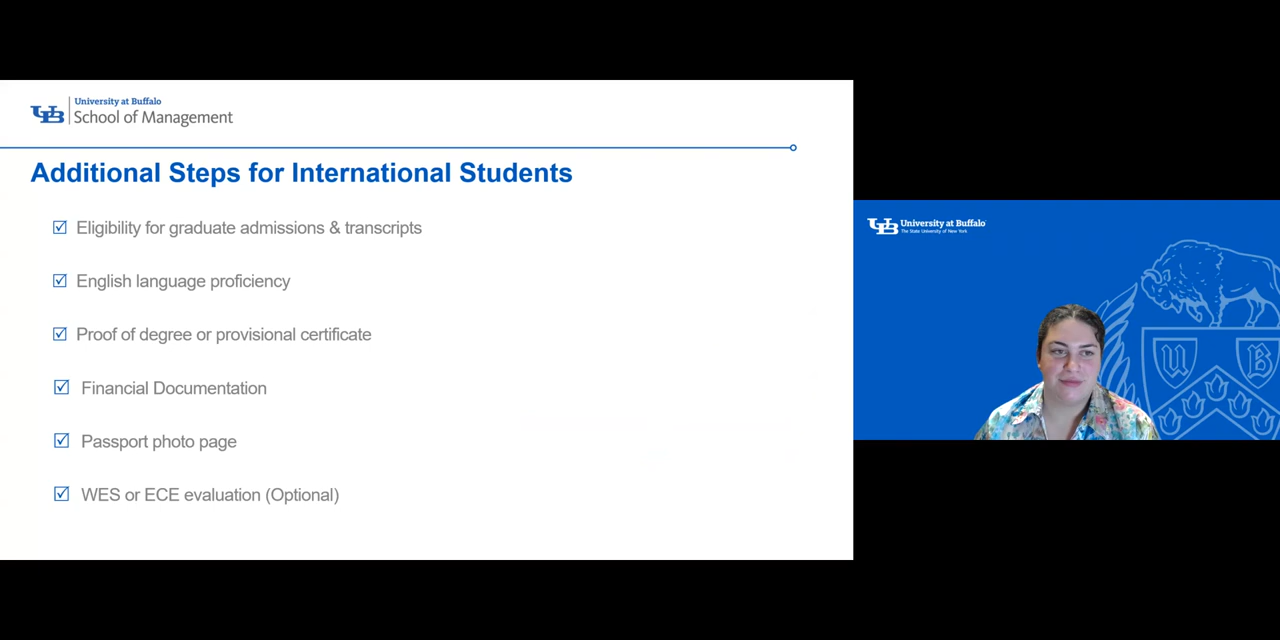 University at Buffalo
School of Management
Additional Steps for International Students
Eligibility for graduate admissions & transcripts
English language proficiency
Proof of degree or provisional certificate
Financial Documentation
Passport photo page
WES or ECE evaluation (Optional)
University at Buffalo
The State University of New York
U B